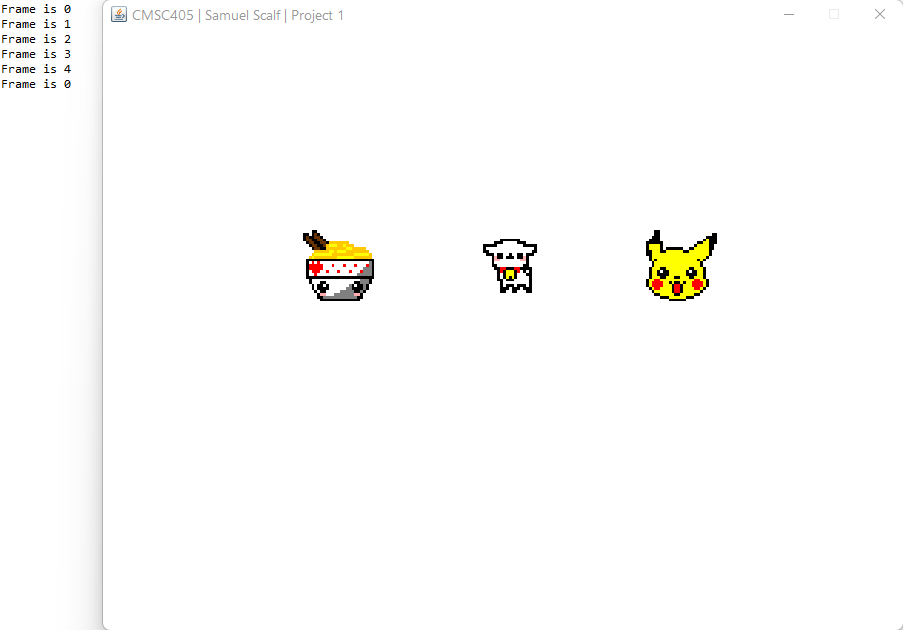 Frame is 0
Frame is 1
Frame is 2
Frame is 3
Frame is 4
Frame is 0
CMSC405 | Samuel Scalf | Project 1